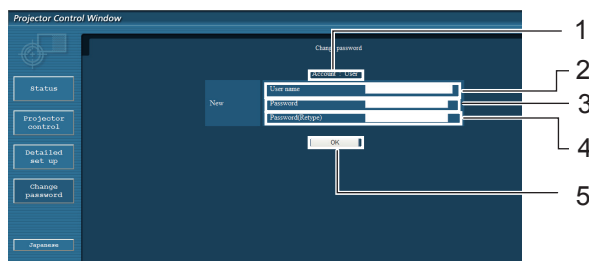 Projector Control Window
Change password
Account : User
User name
New
Password
Password(Retype)
OK
Status
Projector
control
Detailed
set up
Change
password
Japanese
1
2
3
4
5